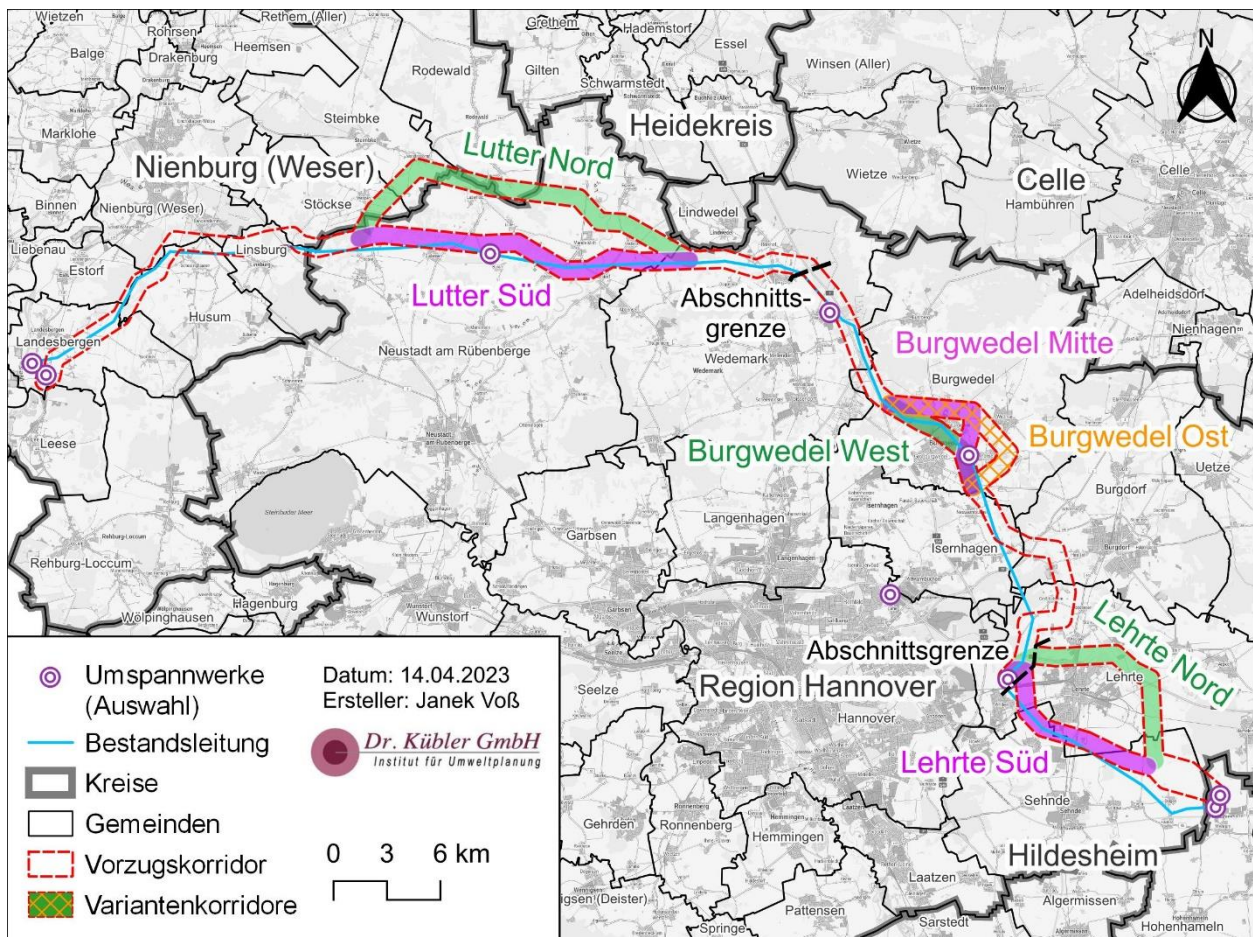 Wietzen
Rohrsen
Rethem (Aller)
Grethem
Hademstorf
Essel
Winsen (Aller)
Balge
Drakenburg
Heemsen
Rodewald
Gilten
Schwarmstedt
Marklohe
Steimbke
Heidekreis
Lutter Nord
Nienburg (Weser)
Wietze
Celle
Celle
Hambühren
Binnen
Nienburg (Weser)
Stöckse
Lindwedel
Liebenau
Estorf
Linsburg
Lutter Süd
Abschnitts-
grenze
Adelheidsdorf
Nienhagen
Landesbergen
Husum
Neustadt am Rübenberge
Wedemark
Burgwedel Mitte
Burgwedel
Leese
Burgwedel West
Burgwedel Ost
Uetze
Burgdorf
Steinhuder Meer
Langenhagen
Garbsen
Isernhagen
Rehburg-Loccum
Hagenburg
Wölpinghausen
Wunstorf
Abschnittsgrenze
Lehrte Nord
Lehrte
Region Hannover
Seelze
Hannover
Lehrte Süd
Sehnde
Gehrden
Ronnenberg
Hemmingen
Hildesheim
Laatzen
Algermissen
Pattensen
Sarstedt
Springe
Hohenhameln
N
Umspannwerke
(Auswahl)
Bestandsleitung
Kreise
Gemeinden
Vorzugskorridor
Variantenkorridore
Datum: 14.04.2023
Ersteller: Janek Voß
Dr. Kübler GmbH
Institut für Umweltplanung
0 3 6 km